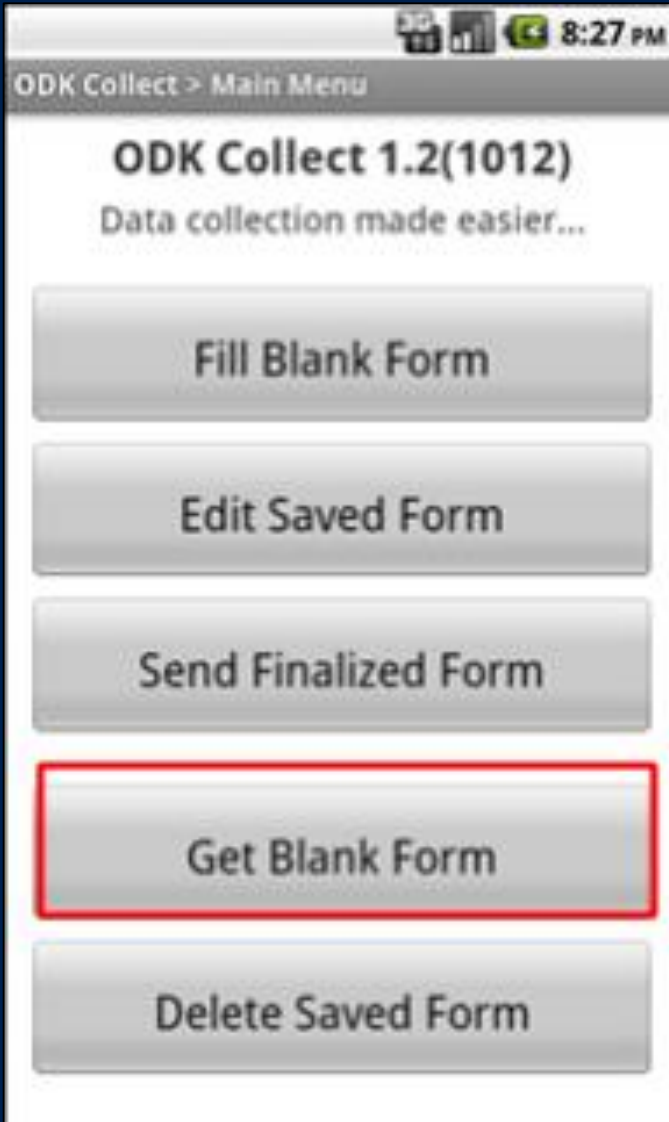 8:27 PM
ODK Collect > Main Menu
ODK Collect 1.2(1012)
Data collection made easier...
Fill Blank Form
Edit Saved Form
Send Finalized Form
Get Blank Form
Delete Saved Form